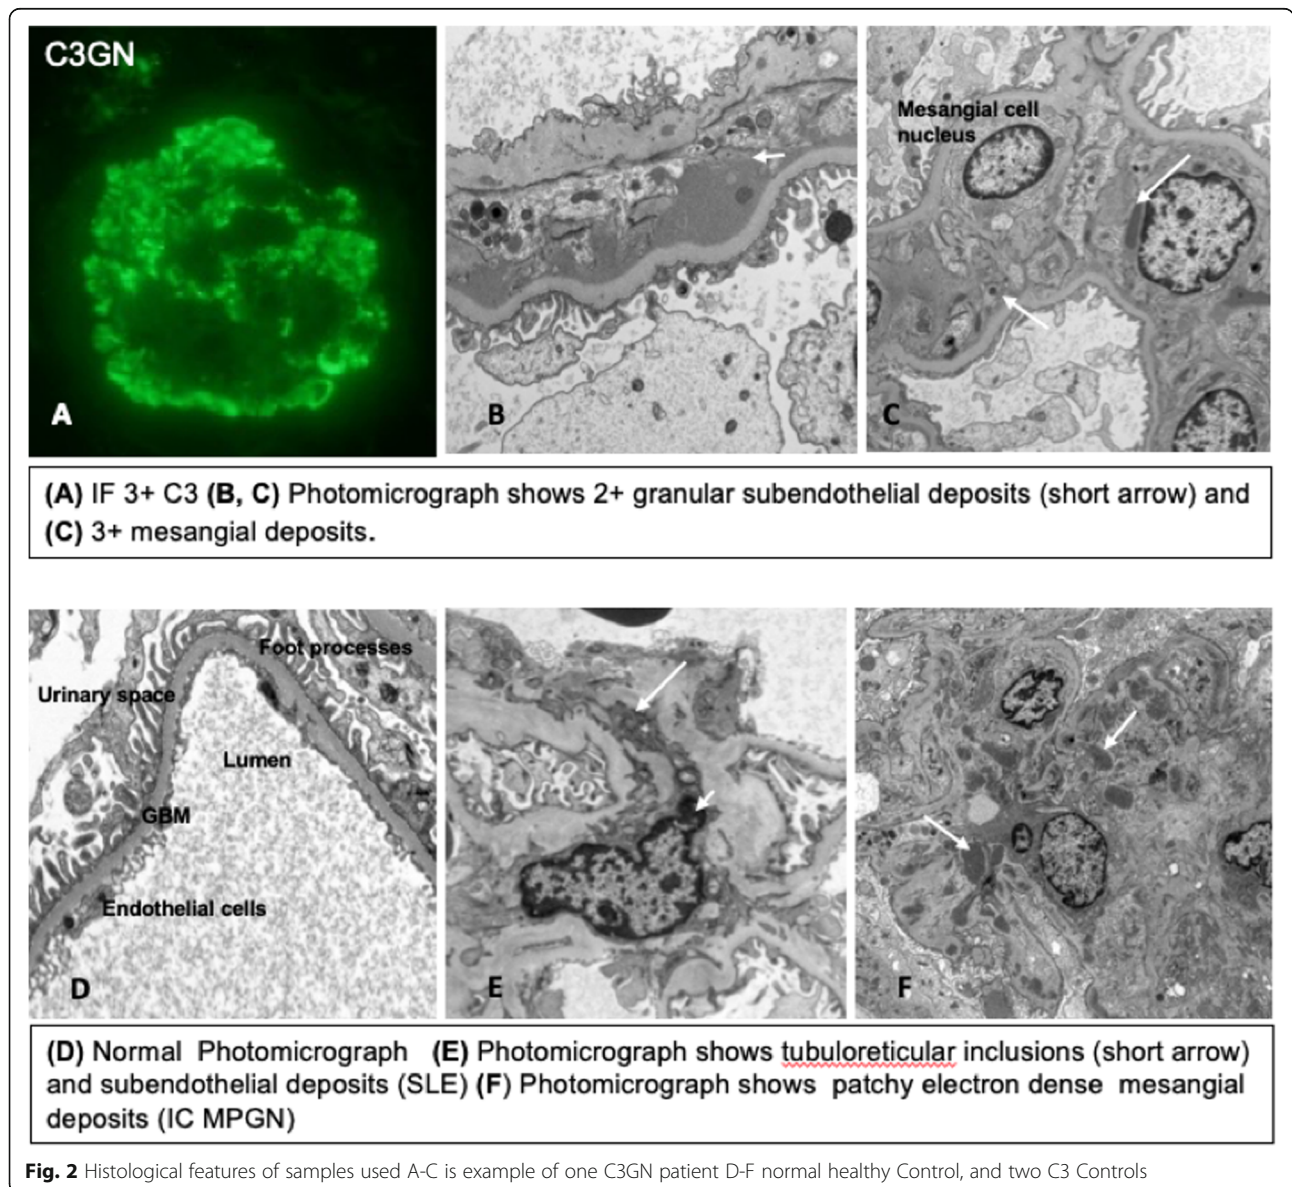 C3GN
A
B
Mesangial cell
nucleus
C
(A) IF 3+ C3 (B, C) Photomicrograph shows 2+ granular subendothelial deposits (short arrow) and
(C) 3+ mesangial deposits.
Foot processes
Urinary space
Lumen
GBM
Endothelial cells
D
E
F
(D) Normal Photomicrograph (E) Photomicrograph shows tubuloreticular inclusions (short arrow)
and subendothelial deposits (SLE) (F) Photomicrograph shows patchy electron dense mesangial
deposits (IC MPGN)
Fig. 2 Histological features of samples used A-C is example of one C3GN patient D-F normal healthy Control, and two C3 Controls